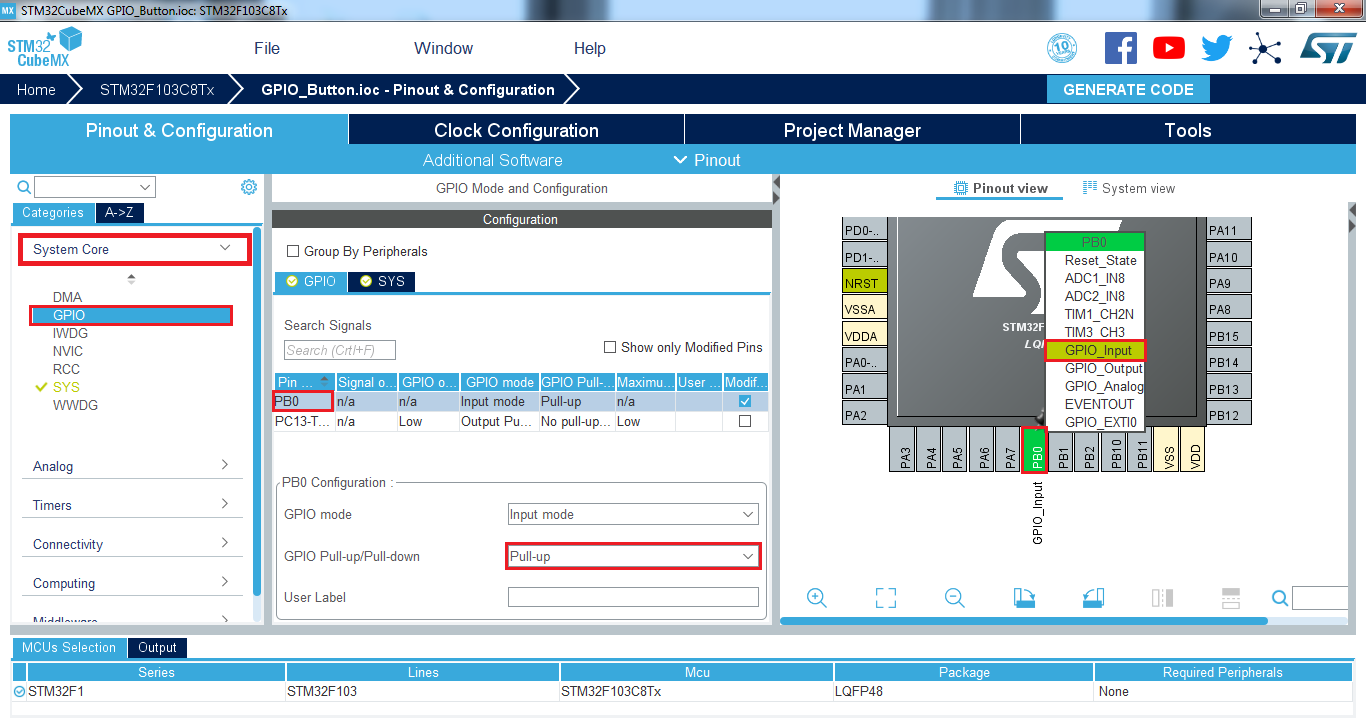 MX STM32CubeMX GPIO_Button.ioc: STM32F103C8Tx
STM32
CubeMX
File Window Help
10
Home STM32F103C8Tx GPIO_Button.ioc - Pinout & Configuration GENERATE CODE
Pinout & Configuration Clock Configuration Project Manager Tools
Additional Software Pinout
Categories A->Z
System Core
DMA
GPIO
IWDG
NVIC
RCC
SYS
WWDG
Analog
Timers
Connectivity
Computing
Middleware
GPIO Mode and Configuration
Configuration
Group By Peripherals
GPIO SYS
Search Signals
Search (Crtl+F) Show only Modified Pins
Pin ... Signal o... GPIO o... GPIO mode GPIO Pull-... Maximu... User ... Modif...
PB0 n/a n/a Input mode Pull-up n/a
PC13-T... n/a Low Output Pu... No pull-up... Low
PB0 Configuration :
GPIO mode Input mode
GPIO Pull-up/Pull-down Pull-up
User Label
Pinout view System view
PD0-..
PD1-..
NRST
VSSA
VDDA
PA0-..
PA1
PA2
STM32F
LQ
PB0
Reset_State
ADC1_IN8
ADC2_IN8
TIM1_CH2N
TIM3_CH3
GPIO_Input
GPIO_Output
GPIO_Analog
EVENTOUT
GPIO_EXTI0
PA11
PA10
PA9
PA8
PB15
PB14
PB13
PB12
PA3 PA4 PA5 PA6 PA7 PB0 PB1 PB2 PB10 PB11 VSS VDD
GPIO_Input
MCUs Selection Output
Series Lines Mcu Package Required Peripherals
STM32F1 STM32F103 STM32F103C8Tx LQFP48 None